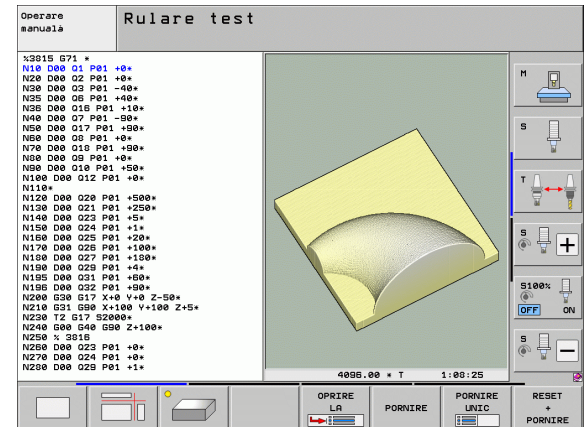 Operare
manuală
Rulare test
%3815 G71 *
N10 D00 Q1 P01 +0*
N20 D00 Q2 P01 +0*
N30 D00 Q3 P01 -40*
N35 D00 Q6 P01 +40*
N36 D00 Q16 P01 +10*
N40 D00 Q7 P01 -90*
N50 D00 Q17 P01 +90*
N60 D00 Q8 P01 +0*
N70 D00 Q18 P01 +90*
N80 D00 Q9 P01 +0*
N90 D00 Q10 P01 +50*
N100 D00 Q12 P01 +0*
N110*
N120 D00 Q20 P01 +500*
N130 D00 Q21 P01 +250*
N140 D00 Q23 P01 +5*
N150 D00 Q24 P01 +1*
N160 D00 Q25 P01 +20*
N170 D00 Q26 P01 +100*
N180 D00 Q27 P01 +180*
N190 D00 Q29 P01 +4*
N195 D00 Q31 P01 +60*
N196 D00 Q32 P01 +90*
N200 G30 G17 X+0 Y+0 Z-50*
N210 G31 G90 X+100 Y+100 Z+5*
N230 T2 G17 S2000*
N240 G00 G40 G90 Z+100*
N250 % 3816
N260 D00 Q23 P01 +0*
N270 D00 Q24 P01 +0*
N280 D00 Q29 P01 +1*
4096.00 * T 1:08:25
M
S
T
S
S100%
OFF ON
S
OPRIRE
LA
PORNIRE
PORNIRE
UNIC
RESET
+
PORNIRE